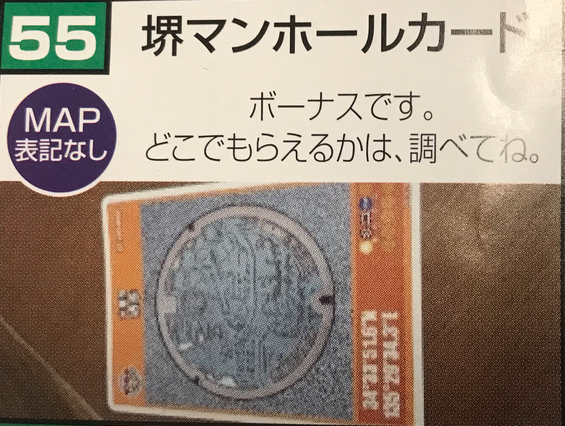 55
堺マンホールカード
MAP
表記なし
ボーナスです。
どこでもらえるかは、調べてね。